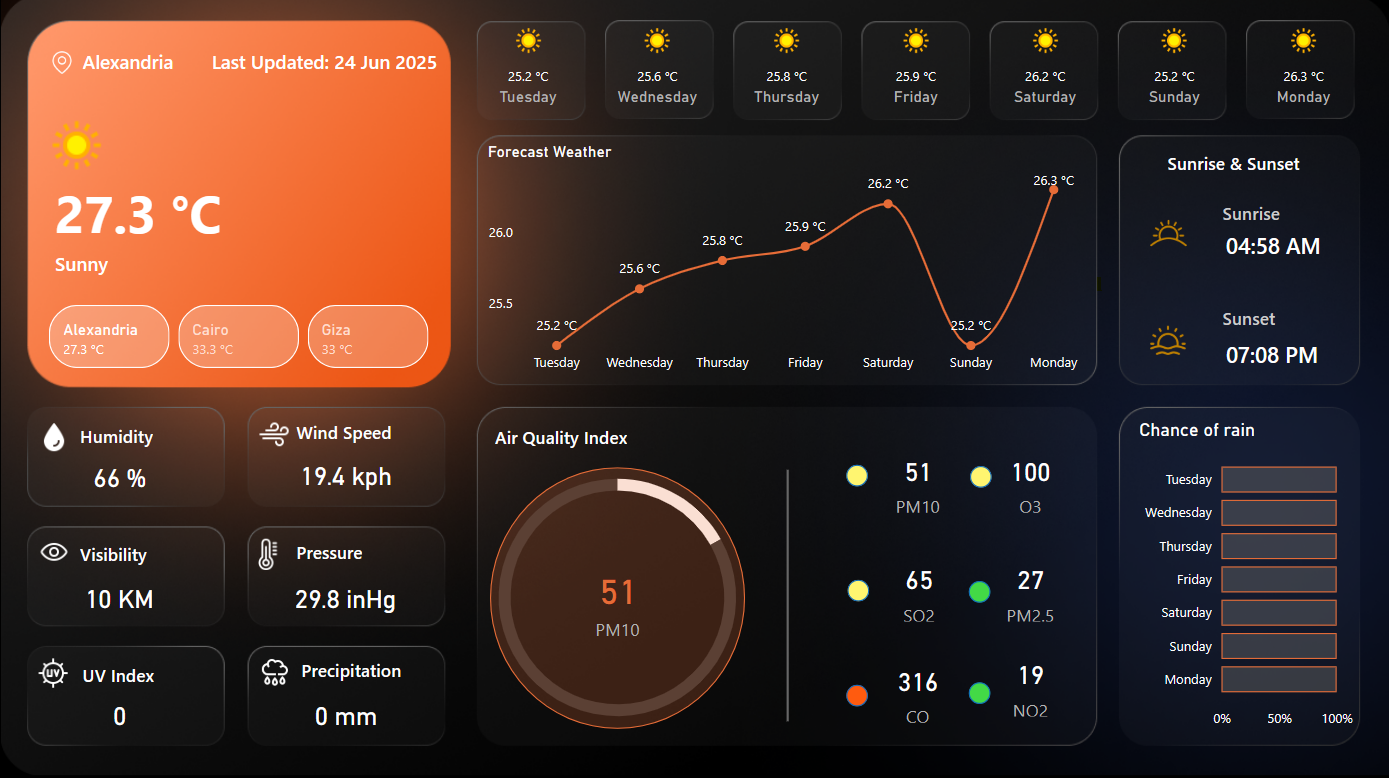 Alexandria
Last Updated: 24 Jun 2025
27.3 °C
Sunny
Alexandria
27.3 °C
Cairo
33.3 °C
Giza
33 °C
25.2 °C
Tuesday
25.6 °C
Wednesday
25.8 °C
Thursday
25.9 °C
Friday
26.2 °C
Saturday
25.2 °C
Sunday
26.3 °C
Monday
Forecast Weather
26.0
25.5
25.2 °C
25.6 °C
25.8 °C
25.9 °C
26.2 °C
25.2 °C
26.3 °C
Tuesday
Wednesday
Thursday
Friday
Saturday
Sunday
Monday
Sunrise & Sunset
Sunrise
04:58 AM
Sunset
07:08 PM
Humidity
66 %
Wind Speed
19.4 kph
Visibility
10 KM
Pressure
29.8 inHg
UV
UV Index
0
Precipitation
0 mm
Air Quality Index
51
PM10
51
PM10
100
O3
65
SO2
27
PM2.5
316
CO
19
NO2
Chance of rain
Tuesday
Wednesday
Thursday
Friday
Saturday
Sunday
Monday
0%
50%
100%